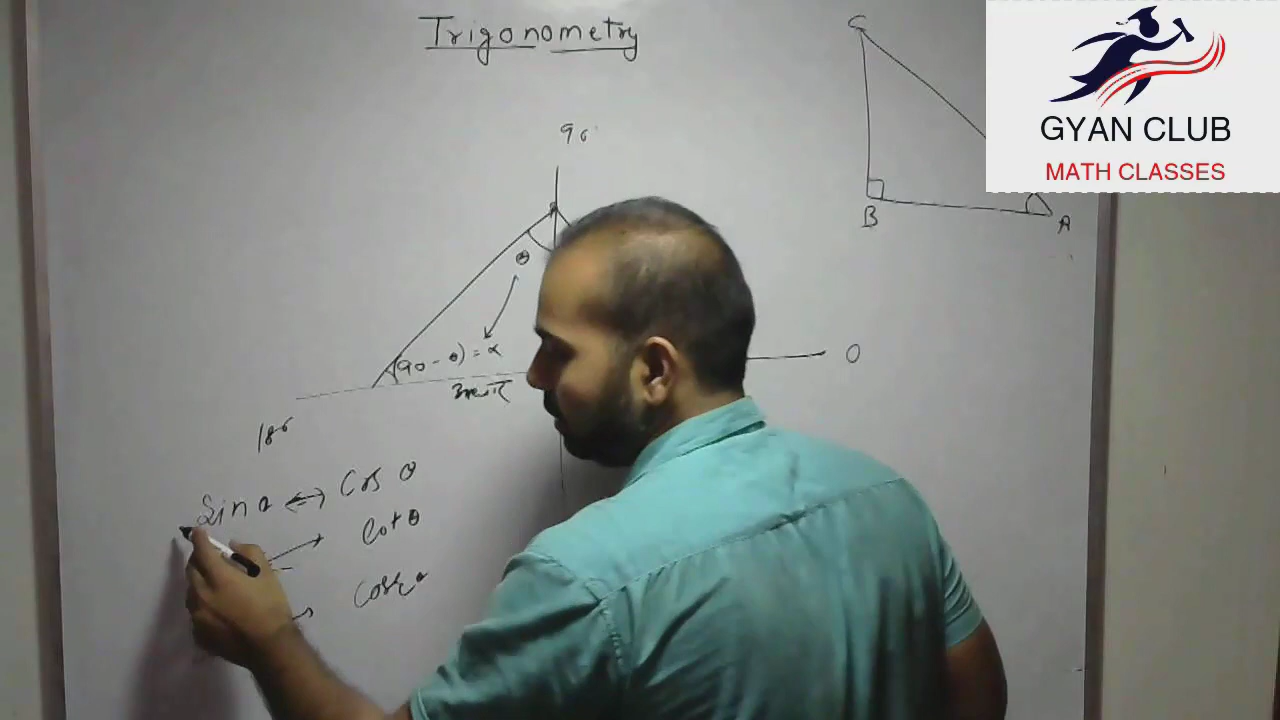 Trigonometry
GYAN CLUB
MATH CLASSES
C
B
A
90
θ
(90 - θ) = α
0
180
Sin θ ↔ Cos θ
Cot θ
Cosec θ